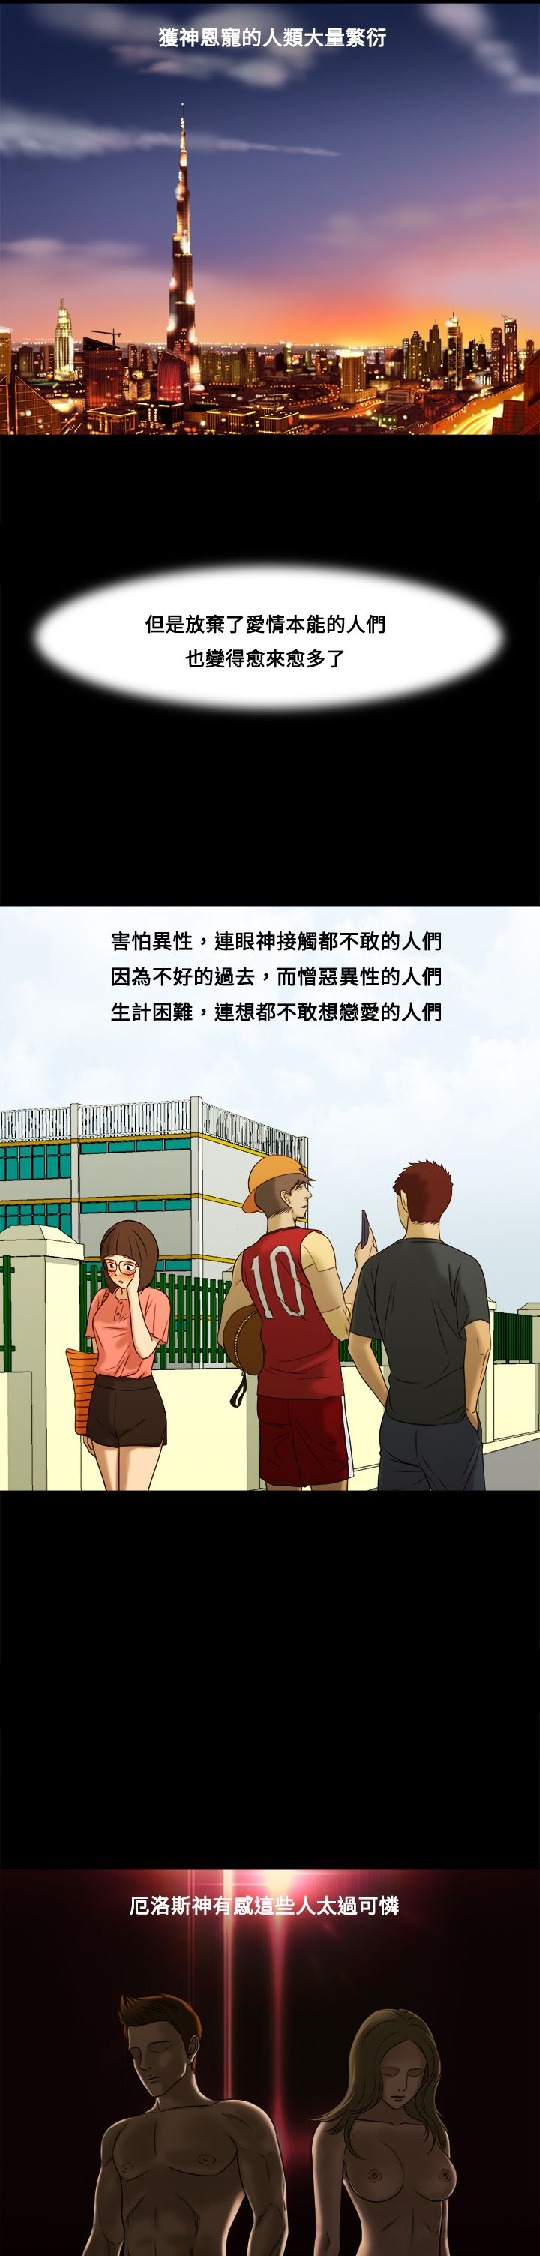 獲神恩寵的人類大量繁衍
但是放棄了愛情本能的人們
也變得愈來愈多了
害怕異性，連眼神接觸都不敢的人們
因為不好的過去，而憎惡異性的人們
生計困難，連想都不敢想戀愛的人們
10
厄洛斯神有感這些人太過可憐